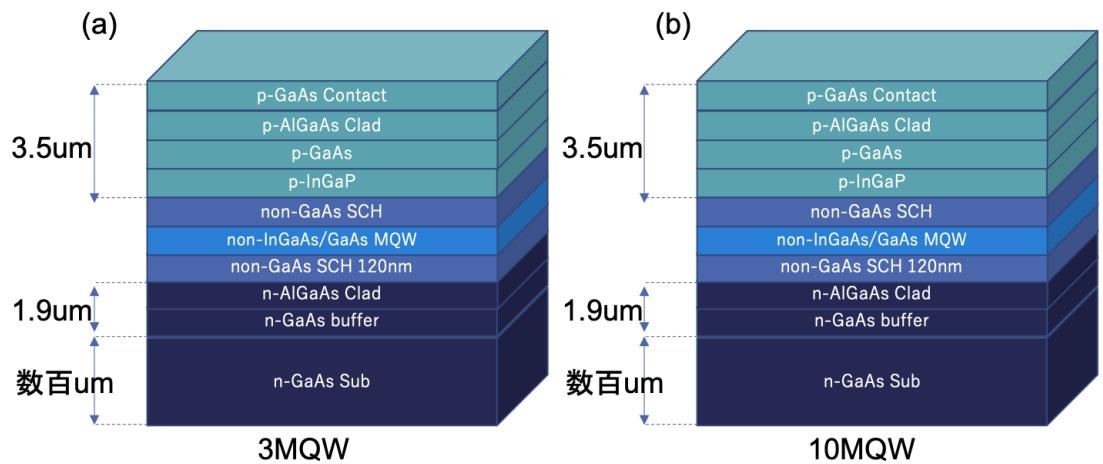 (a)
p-GaAs Contact
p-AlGaAs Clad
3.5um
p-GaAs
p-InGaP
non-GaAs SCH
non-InGaAs/GaAs MQW
non-GaAs SCH 120nm
n-AlGaAs Clad
1.9um
n-GaAs buffer
数百um
n-GaAs Sub
3MQW
(b)
p-GaAs Contact
p-AlGaAs Clad
3.5um
p-GaAs
p-InGaP
non-GaAs SCH
non-InGaAs/GaAs MQW
non-GaAs SCH 120nm
n-AlGaAs Clad
1.9um
n-GaAs buffer
数百um
n-GaAs Sub
10MQW